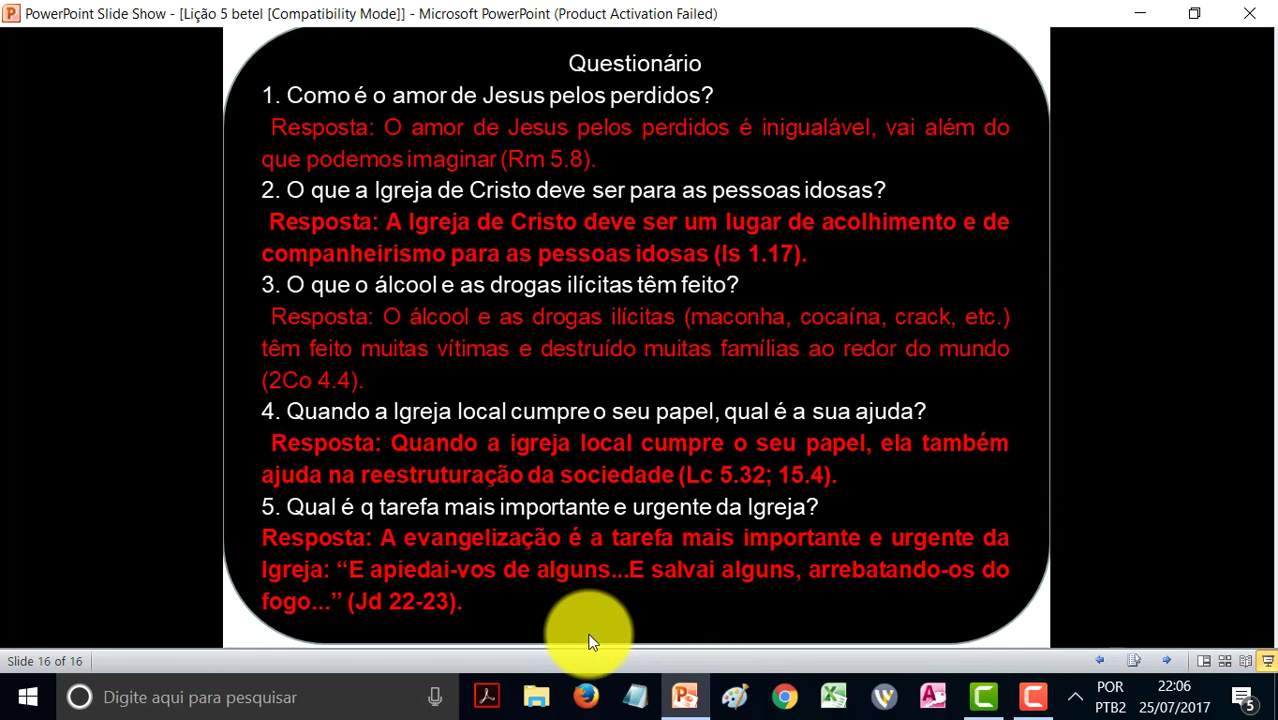 PowerPoint Slide Show - [Lição 5 betel [Compatibility Mode]] - Microsoft PowerPoint (Product Activation Failed)
Questionário
1. Como é o amor de Jesus pelos perdidos?
Resposta: O amor de Jesus pelos perdidos é inigualável, vai além do
que podemos imaginar (Rm 5.8).
2. O que a Igreja de Cristo deve ser para as pessoas idosas?
Resposta: A Igreja de Cristo deve ser um lugar de acolhimento e de
companheirismo para as pessoas idosas (Is 1.17).
3. O que o álcool e as drogas ilícitas têm feito?
Resposta: O álcool e as drogas ilícitas (maconha, cocaína, crack, etc.)
têm feito muitas vítimas e destruído muitas famílias ao redor do mundo
(2Co 4.4).
4. Quando a Igreja local cumpre o seu papel, qual é a sua ajuda?
Resposta: Quando a igreja local cumpre o seu papel, ela também
ajuda na reestruturação da sociedade (Lc 5.32; 15.4).
5. Qual é q tarefa mais importante e urgente da Igreja?
Resposta: A evangelização é a tarefa mais importante e urgente da
Igreja: “E apiedai-vos de alguns...E salvai alguns, arrebatando-os do
fogo...” (Jd 22-23).
Slide 16 of 16
Digite aqui para pesquisar
POR
PTB2
22:06
25/07/2017
5